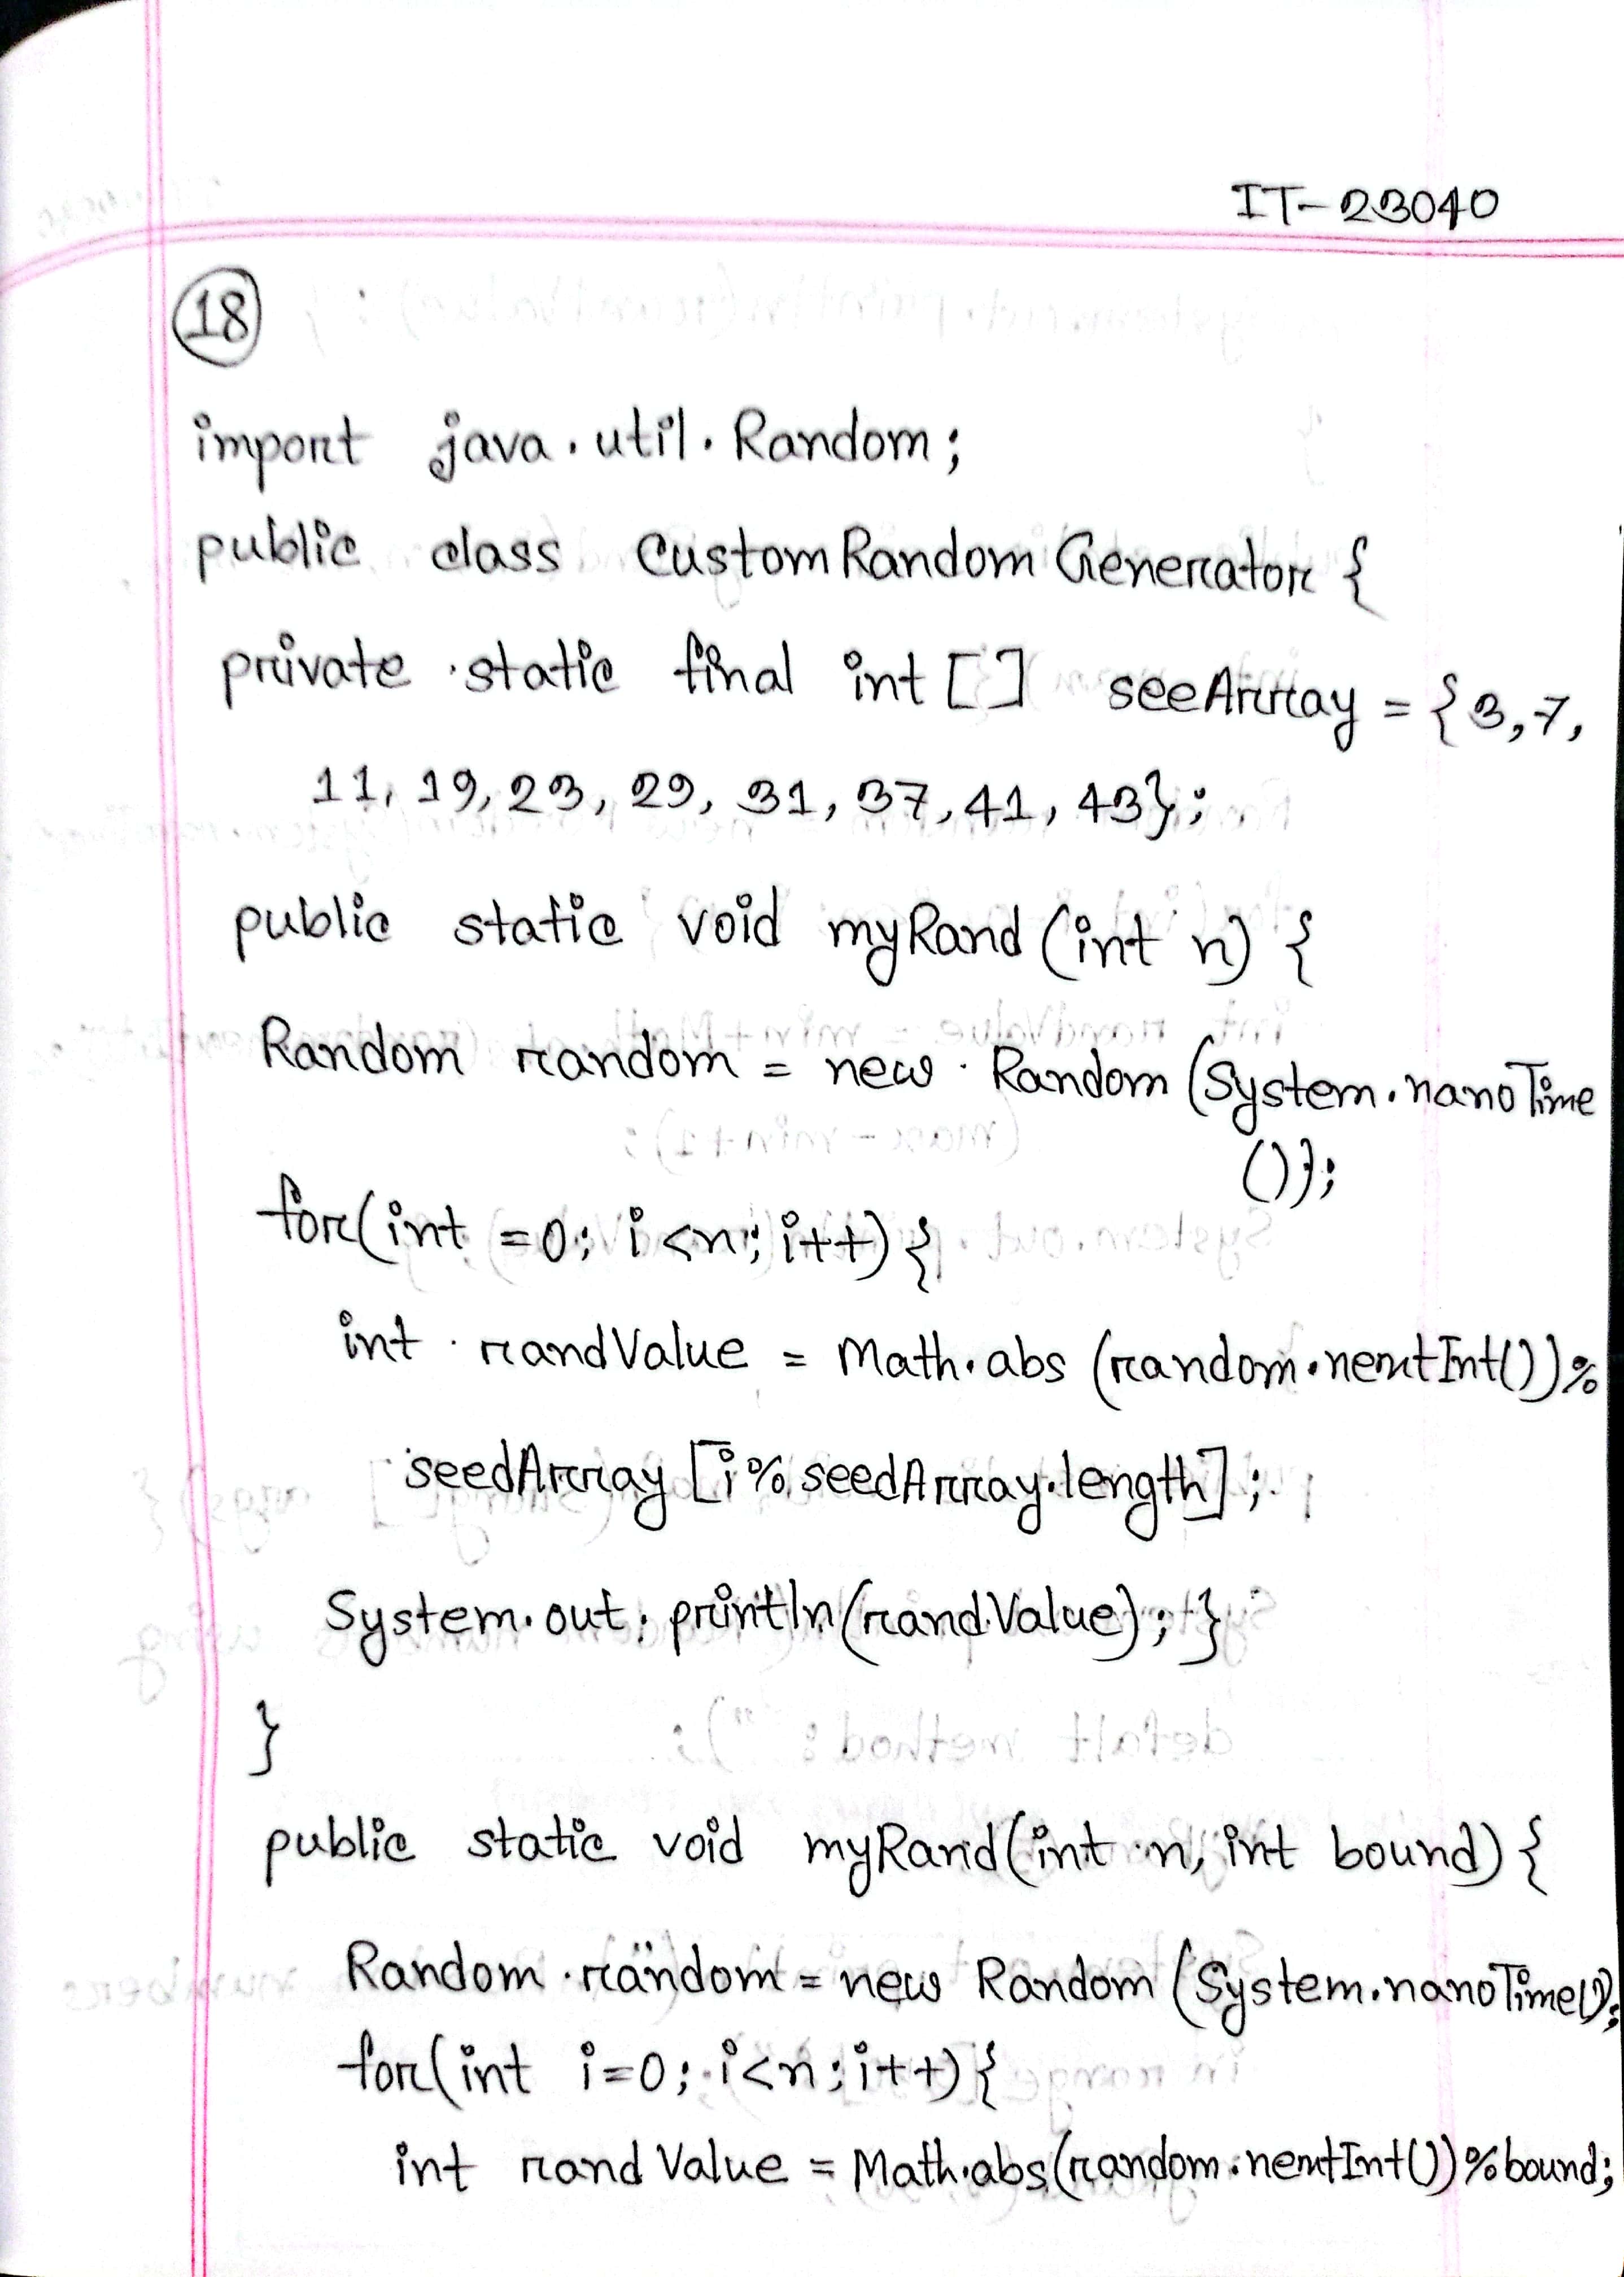 IT-23040
18
import java.util.Random;
public class CustomRandomGenerator {
private static final int [] seeArray = {3,7,
11, 19, 23, 29, 31, 37, 41, 43};
public static void myRand (int n) {
Random random = new Random (System.nanoTime
());
for(int =0; i<n; i++) {
int randValue = Math.abs (random.nextInt())%
seedArray [i% seedArray.length];
System.out.println(randValue); }
}
public static void myRand(int n, int bound) {
Random random = new Random (System.nanoTime());
for(int i=0; i<n; i++) {
int rand Value = Math.abs(random.nextInt()) % bound;